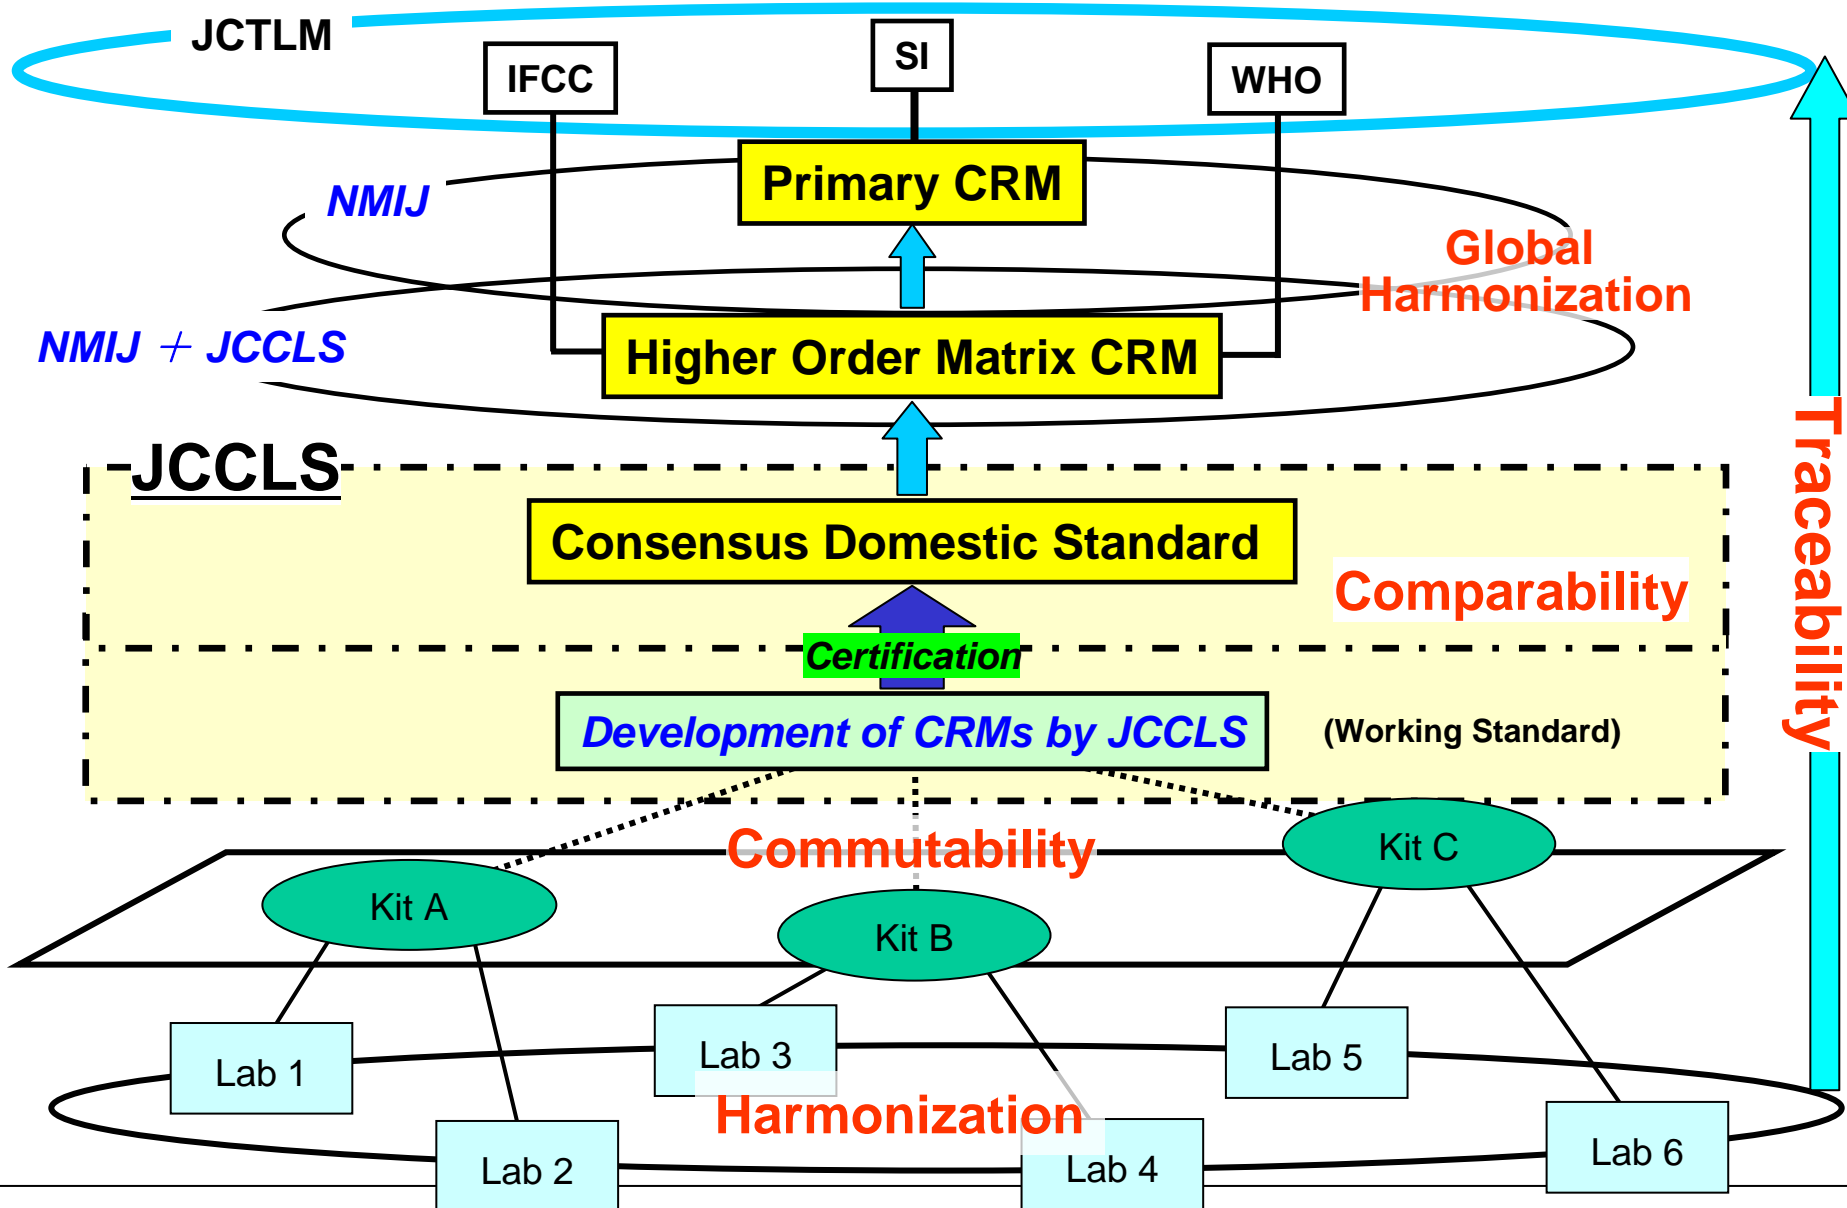 JCTLM
IFCC
SI
WHO
NMIJ
Primary CRM
Global
Harmonization
NMIJ + JCCLS
Higher Order Matrix CRM
Traceability
JCCLS
Consensus Domestic Standard
Comparability
Certification
Development of CRMs by JCCLS
(Working Standard)
Commutability
Kit A
Kit B
Kit C
Lab 1
Lab 2
Lab 3
Lab 4
Lab 5
Lab 6
Harmonization